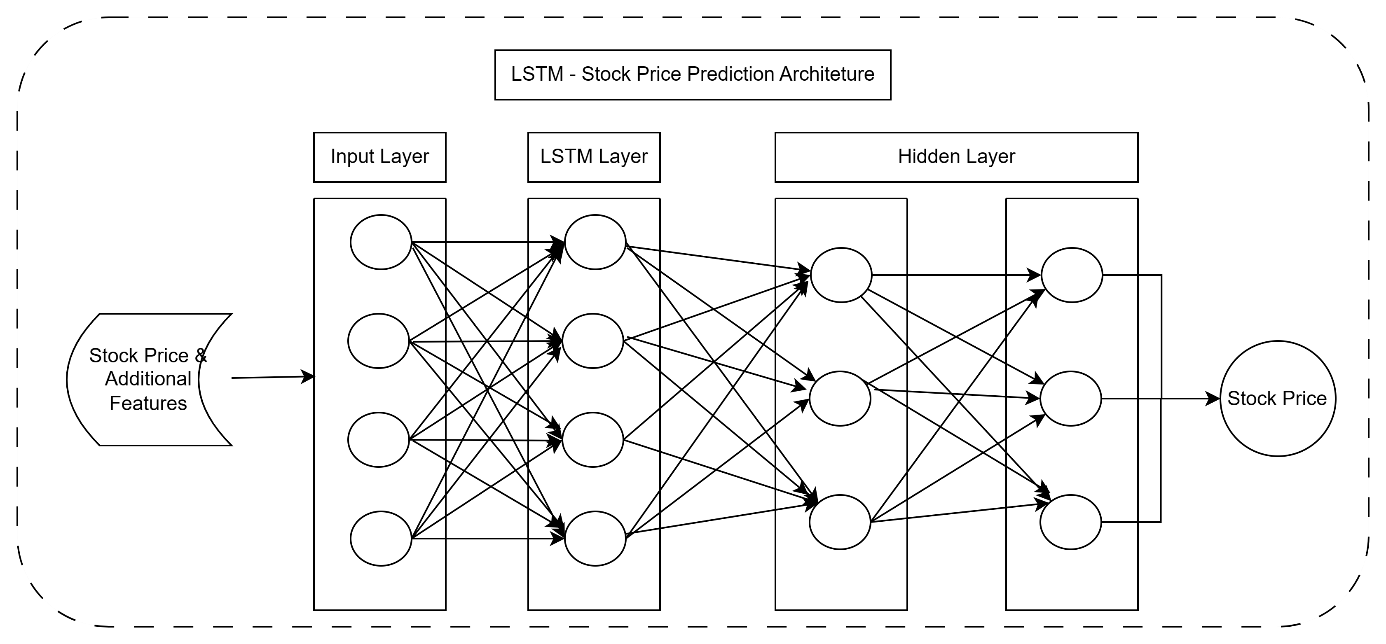 LSTM - Stock Price Prediction Architeture
Input Layer
LSTM Layer
Hidden Layer
Stock Price &
Additional
Features
Stock Price